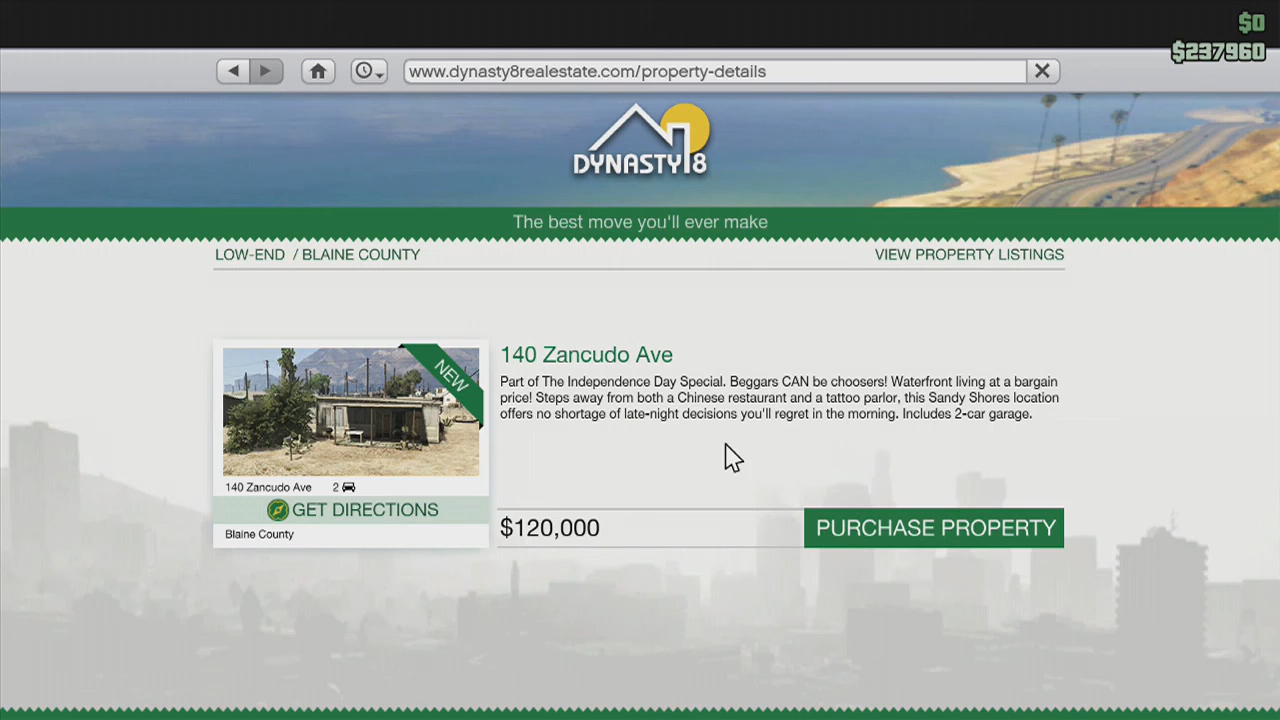 $0
$237960
www.dynasty8realestate.com/property-details
DYNASTY 8
The best move you'll ever make
LOW-END / BLAINE COUNTY
VIEW PROPERTY LISTINGS
NEW
140 Zancudo Ave
Part of The Independence Day Special. Beggars CAN be choosers! Waterfront living at a bargain
price! Steps away from both a Chinese restaurant and a tattoo parlor, this Sandy Shores location
offers no shortage of late-night decisions you'll regret in the morning. Includes 2-car garage.
140 Zancudo Ave 2
GET DIRECTIONS
Blaine County
$120,000
PURCHASE PROPERTY